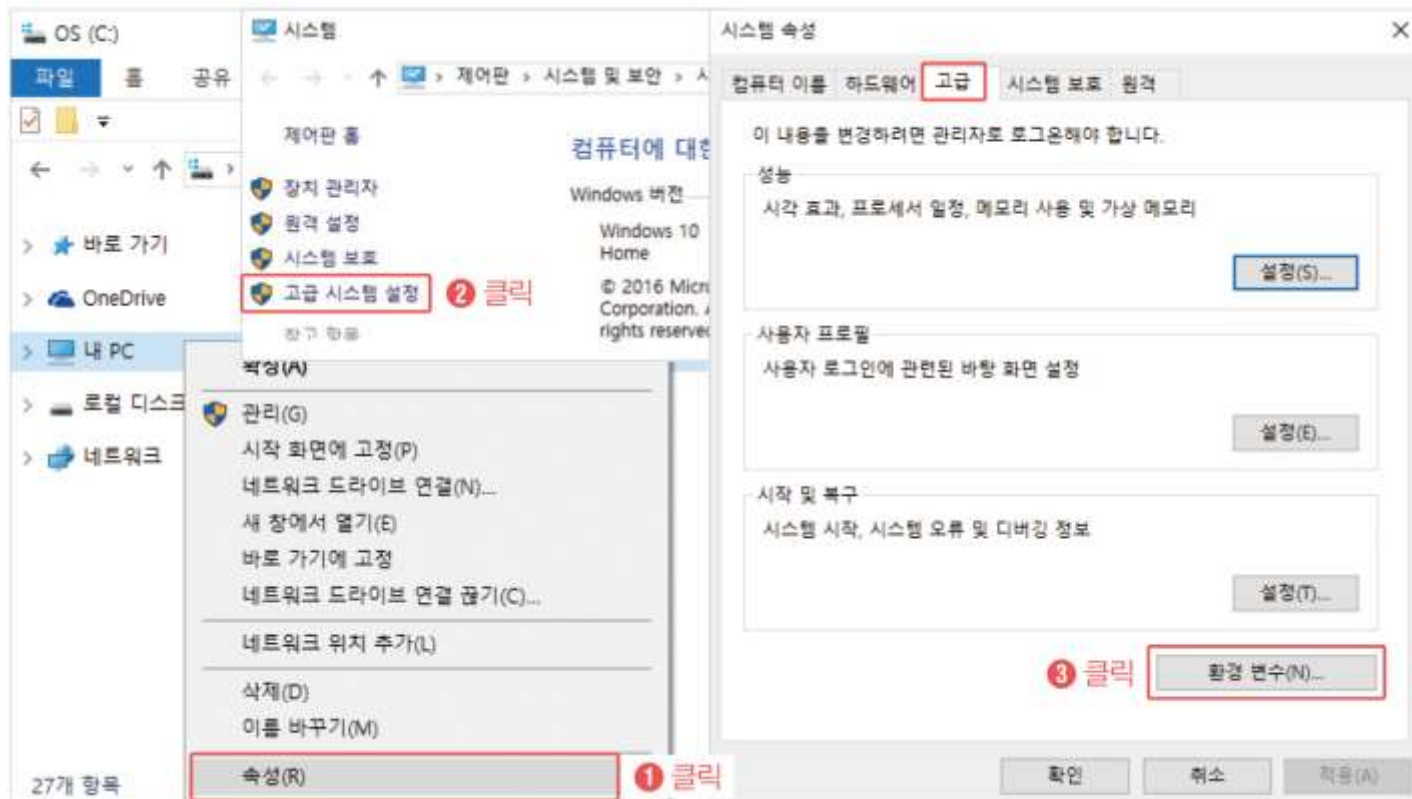 OS (C:)
파일 홈 공유
바로 가기
OneDrive
내 PC
로컬 디스크
네트워크
27개 항목
시스템
제어판 › 시스템 및 보안 ›
제어판 홈
장치 관리자
원격 설정
시스템 보호
고급 시스템 설정
❷ 클릭
참고 항목
컴퓨터에 대한
Windows 버전
Windows 10
Home
© 2016 Micro
Corporation.
rights reserved
확장(A)
관리(G)
시작 화면에 고정(P)
네트워크 드라이브 연결(N)...
새 창에서 열기(E)
바로 가기에 고정
네트워크 드라이브 연결 끊기(C)...
네트워크 위치 추가(L)
삭제(D)
이름 바꾸기(M)
속성(R)
❶ 클릭
시스템 속성
컴퓨터 이름 하드웨어 고급 시스템 보호 원격
이 내용을 변경하려면 관리자로 로그온해야 합니다.
성능
시각 효과, 프로세서 일정, 메모리 사용 및 가상 메모리
설정(S)...
사용자 프로필
사용자 로그인에 관련된 바탕 화면 설정
설정(E)...
시작 및 복구
시스템 시작, 시스템 오류 및 디버깅 정보
설정(T)...
❸ 클릭
환경 변수(N)...
확인 취소 적용(A)